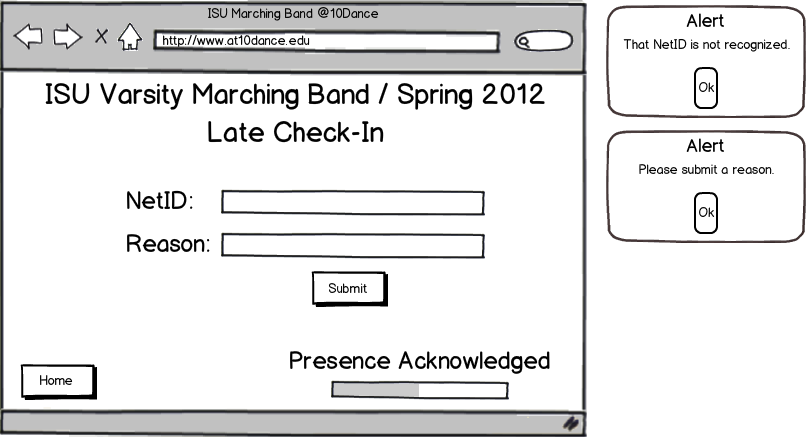 ISU Marching Band @10Dance
http://www.at10dance.edu
ISU Varsity Marching Band / Spring 2012
Late Check-In
NetID:
Reason:
Submit
Presence Acknowledged
Home
Alert
That NetID is not recognized.
Ok
Alert
Please submit a reason.
Ok